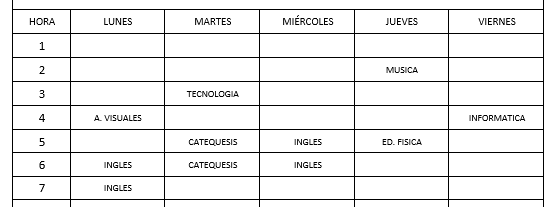 HORA LUNES MARTES MIÉRCOLES JUEVES VIERNES
1
2 MUSICA
3 TECNOLOGIA
4 A. VISUALES INFORMATICA
5 CATEQUESIS INGLES ED. FISICA
6 INGLES CATEQUESIS INGLES
7 INGLES